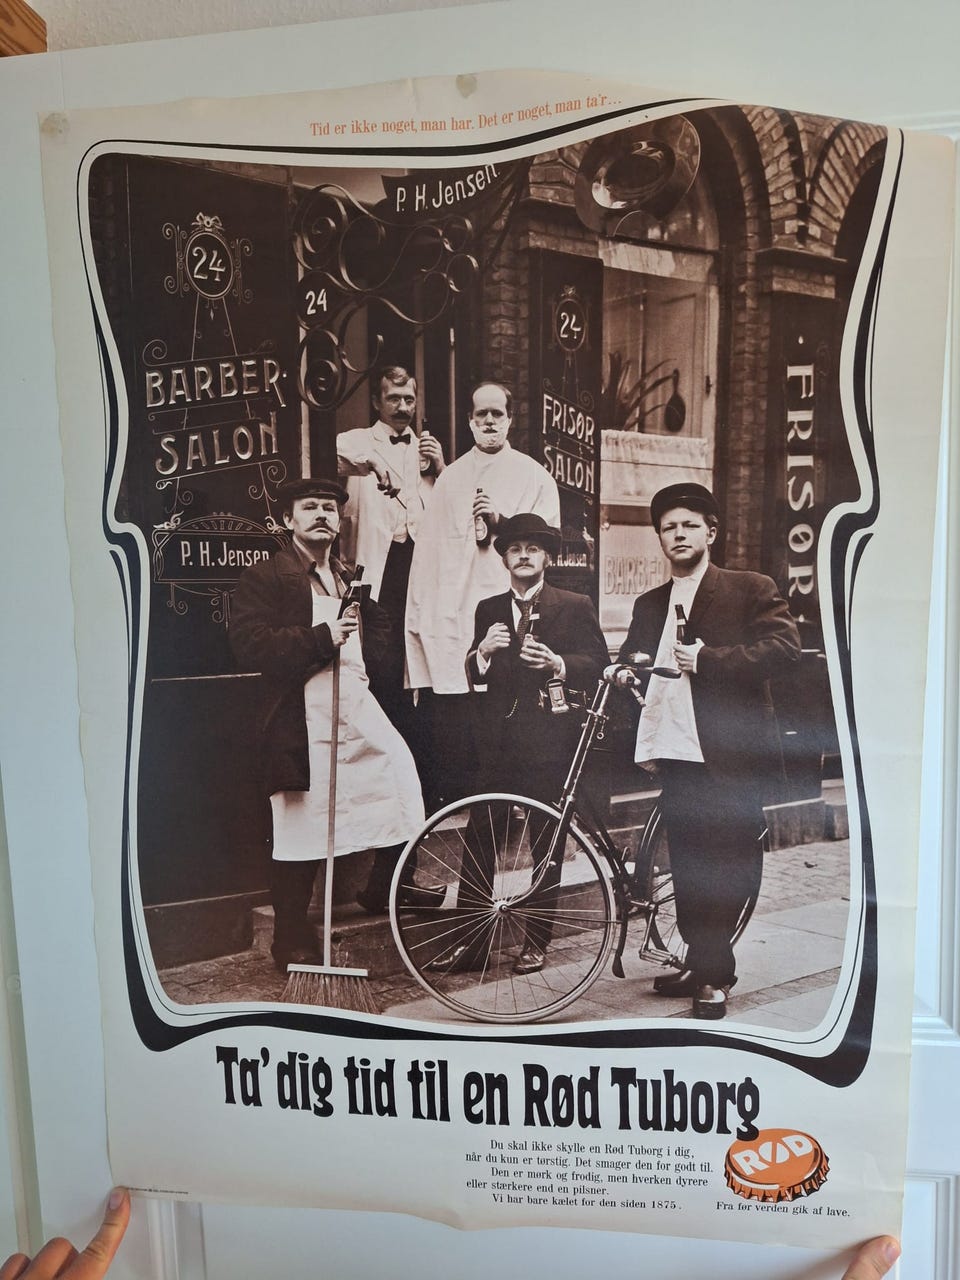 Tid er ikke noget, man har. Det er noget, man ta'r...
P. H. Jensen.
24
24
24
BARBER-
SALON
P. H. Jensen
FRISØR
SALON
H. Jensen
BARBE
· FRISØR ·
Ta' dig tid til en Rød Tuborg
Du skal ikke skylle en Rød Tuborg i dig,
når du kun er tørstig. Det smager den for godt til.
Den er mørk og frodig, men hverken dyrere
eller stærkere end en pilsner.
Vi har bare kælet for den siden 1875.
RØD
Fra før verden gik af lave.